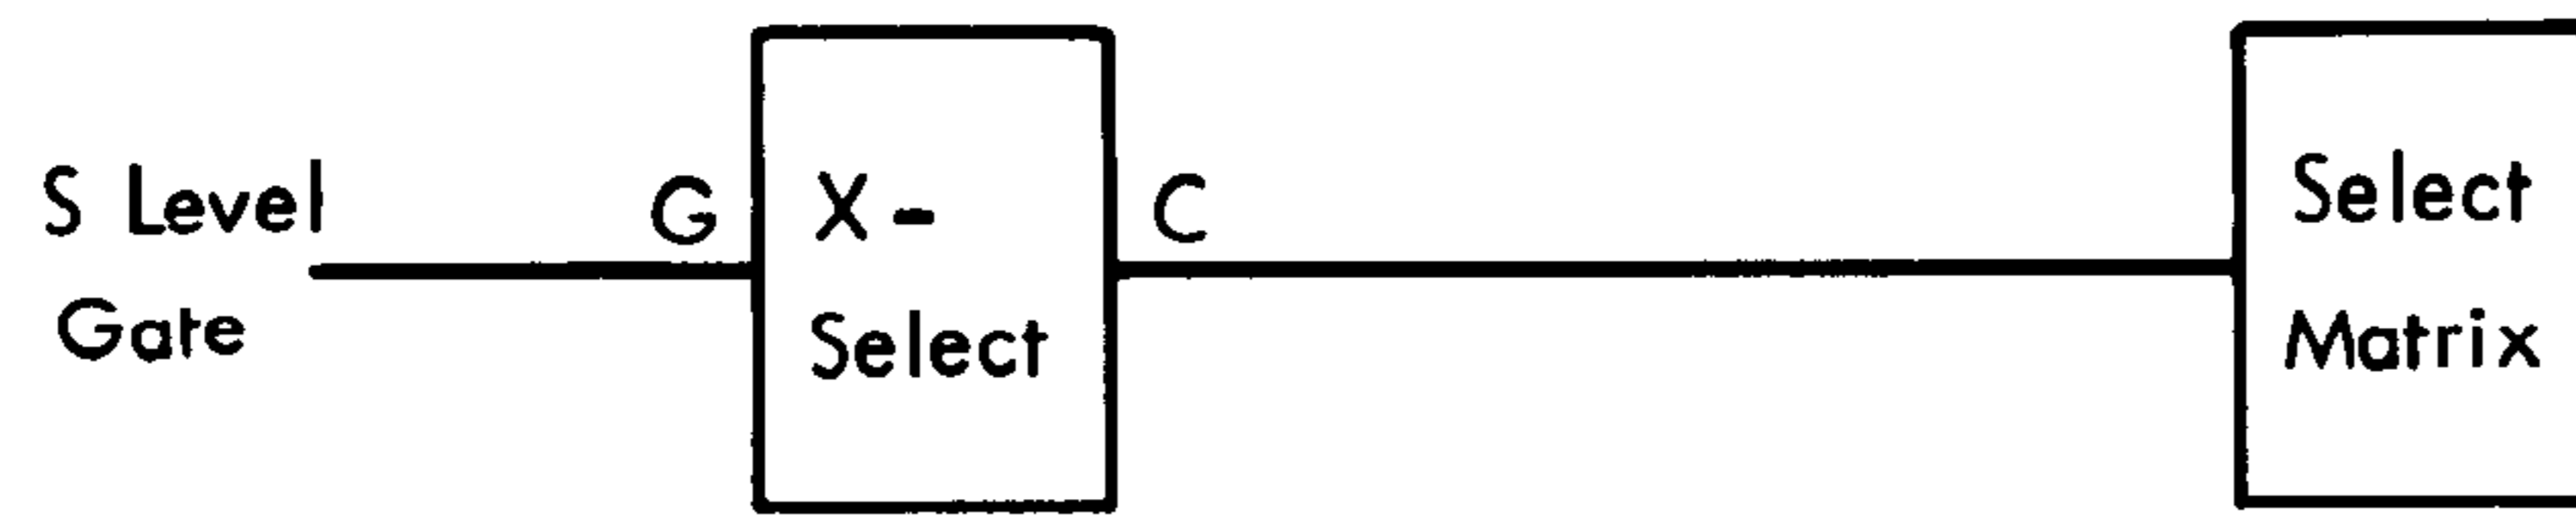 S Level
Gate
G
X-
Select
C
Select
Matrix